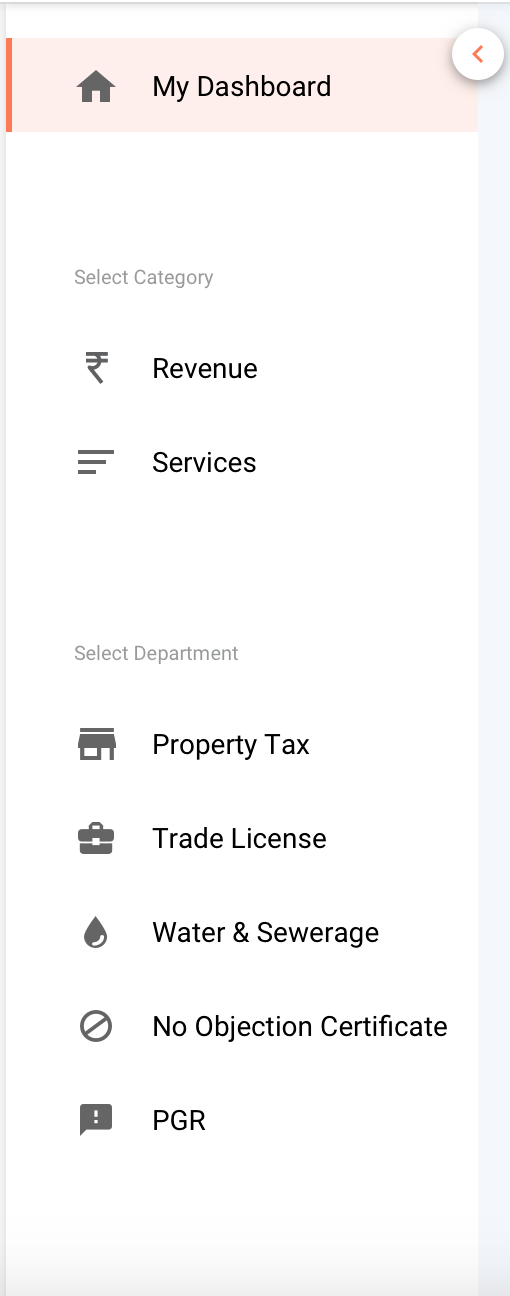 My Dashboard
Select Category
Revenue
Services
Select Department
Property Tax
Trade License
Water & Sewerage
No Objection Certificate
PGR